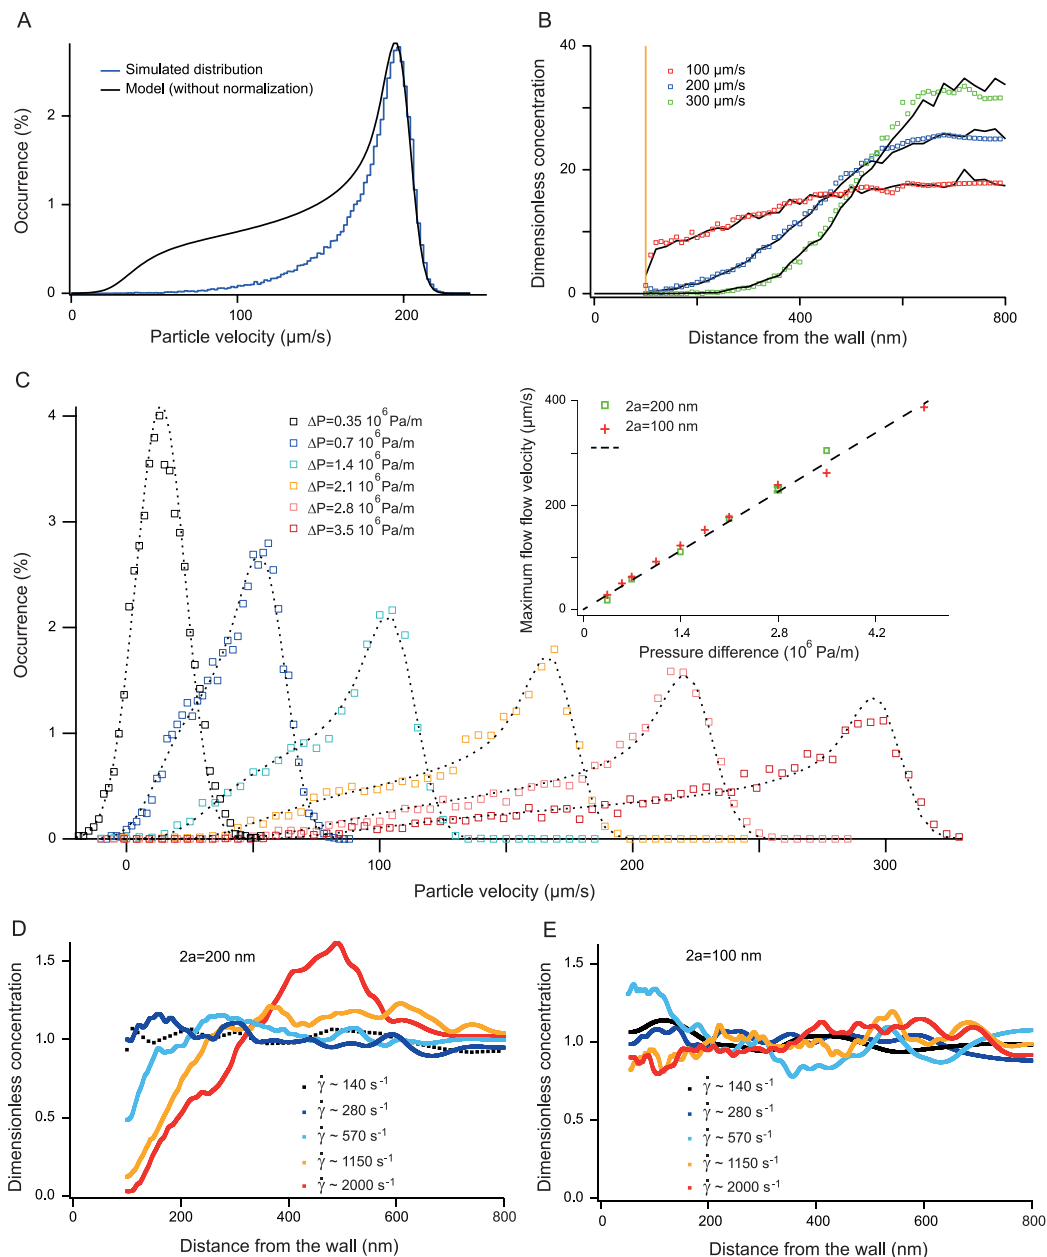 A
Simulated distribution
Model (without normalization)
Occurrence (%)
2
1
0
0
100
200
Particle velocity (µm/s)
B
100 µm/s
200 µm/s
300 µm/s
Dimensionless concentration
40
20
0
0
400
800
Distance from the wall (nm)
C
ΔP=0.35 10^6 Pa/m
ΔP=0.7 10^6 Pa/m
ΔP=1.4 10^6 Pa/m
ΔP=2.1 10^6 Pa/m
ΔP=2.8 10^6 Pa/m
ΔP=3.5 10^6 Pa/m
Occurrence (%)
4
3
2
1
0
0
100
200
300
Particle velocity (µm/s)
2a=200 nm
2a=100 nm
Maximum flow flow velocity (µm/s)
400
200
0
0
1.4
2.8
4.2
Pressure difference (10^6 Pa/m)
D
2a=200 nm
Dimensionless concentration
1.5
1.0
0.5
0.0
γ̇ ~ 140 s⁻¹
γ̇ ~ 280 s⁻¹
γ̇ ~ 570 s⁻¹
γ̇ ~ 1150 s⁻¹
γ̇ ~ 2000 s⁻¹
0
200
400
600
800
Distance from the wall (nm)
E
2a=100 nm
Dimensionless concentration
1.5
1.0
0.5
0.0
γ̇ ~ 140 s⁻¹
γ̇ ~ 280 s⁻¹
γ̇ ~ 570 s⁻¹
γ̇ ~ 1150 s⁻¹
γ̇ ~ 2000 s⁻¹
0
200
400
600
800
Distance from the wall (nm)